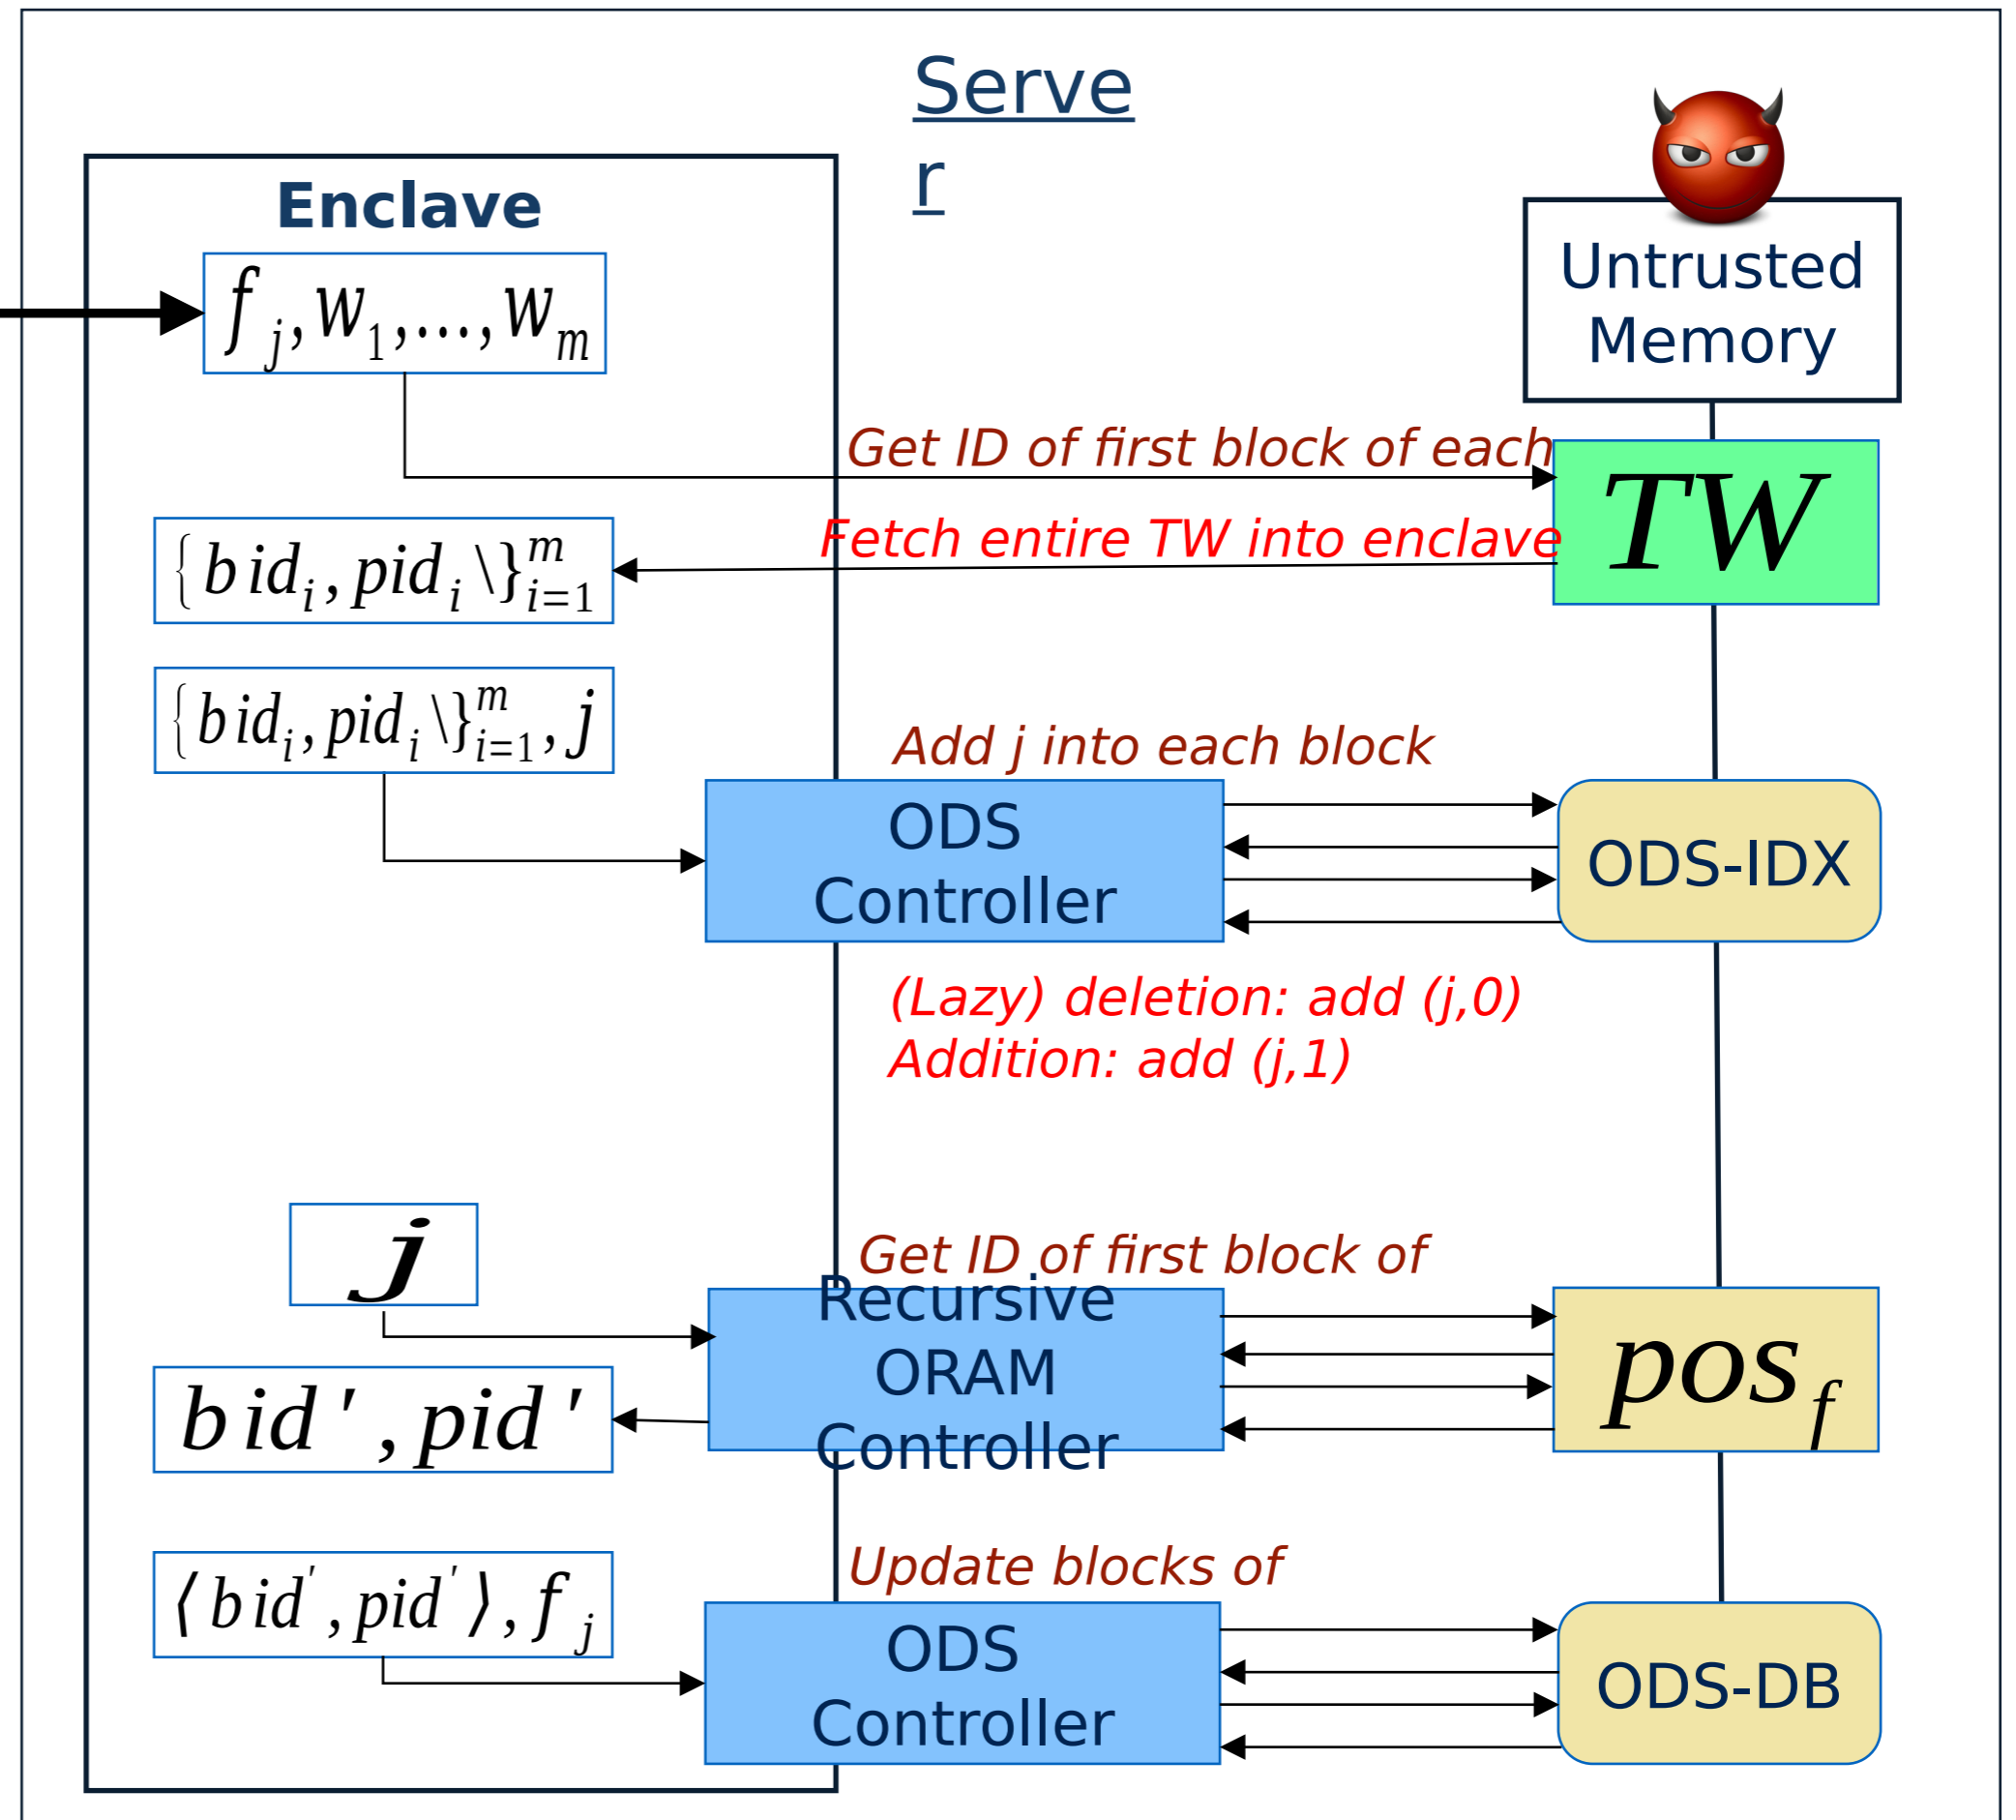 Serve
r
Enclave
Untrusted
Memory
f_j, w_1, ..., w_m
Get ID of first block of each
TW
Fetch entire TW into enclave
{bid_i, pid_i \}_{i=1}^m
{bid_i, pid_i \}_{i=1}^m, j
Add j into each block
ODS
Controller
ODS-IDX
(Lazy) deletion: add (j,0)
Addition: add (j,1)
j
Get ID of first block of
Recursive
ORAM
Controller
pos_f
bid', pid'
Update blocks of
⟨bid', pid'⟩, f_j
ODS
Controller
ODS-DB